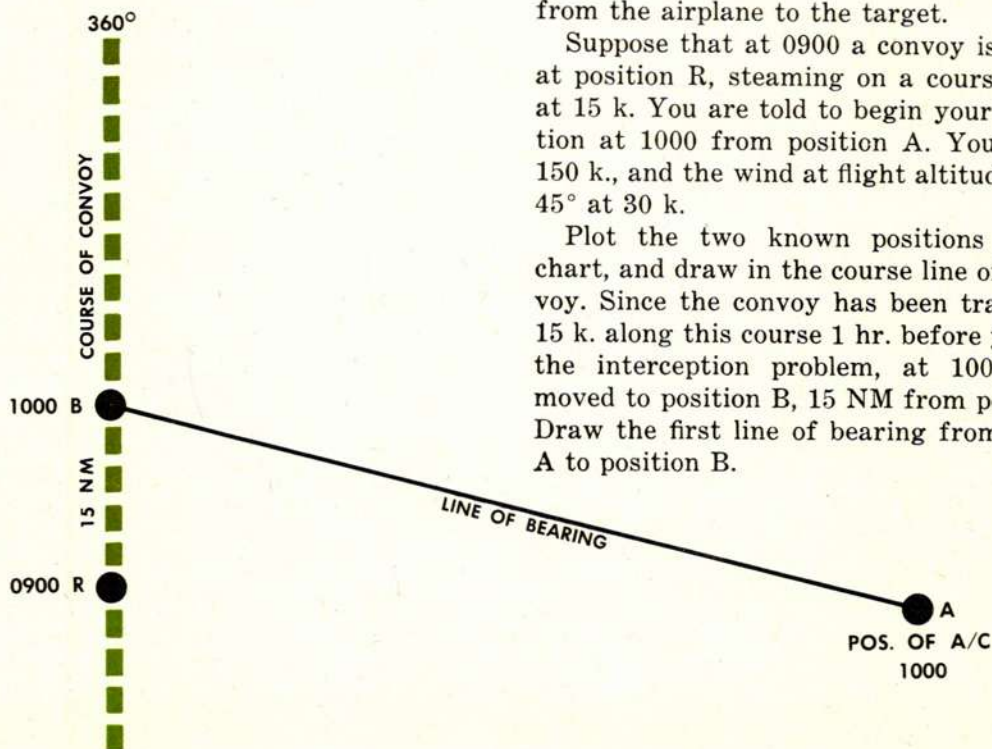 from the airplane to the target.
Suppose that at 0900 a convoy is
at position R, steaming on a cours
at 15 k. You are told to begin your
tion at 1000 from position A. You
150 k., and the wind at flight altitud
45° at 30 k.
Plot the two known positions
chart, and draw in the course line o
voy. Since the convoy has been tra
15 k. along this course 1 hr. before
the interception problem, at 100
moved to position B, 15 NM from p
Draw the first line of bearing from
A to position B.
360°
COURSE OF CONVOY
1000 B
15 NM
0900 R
LINE OF BEARING
A
POS. OF A/C
1000